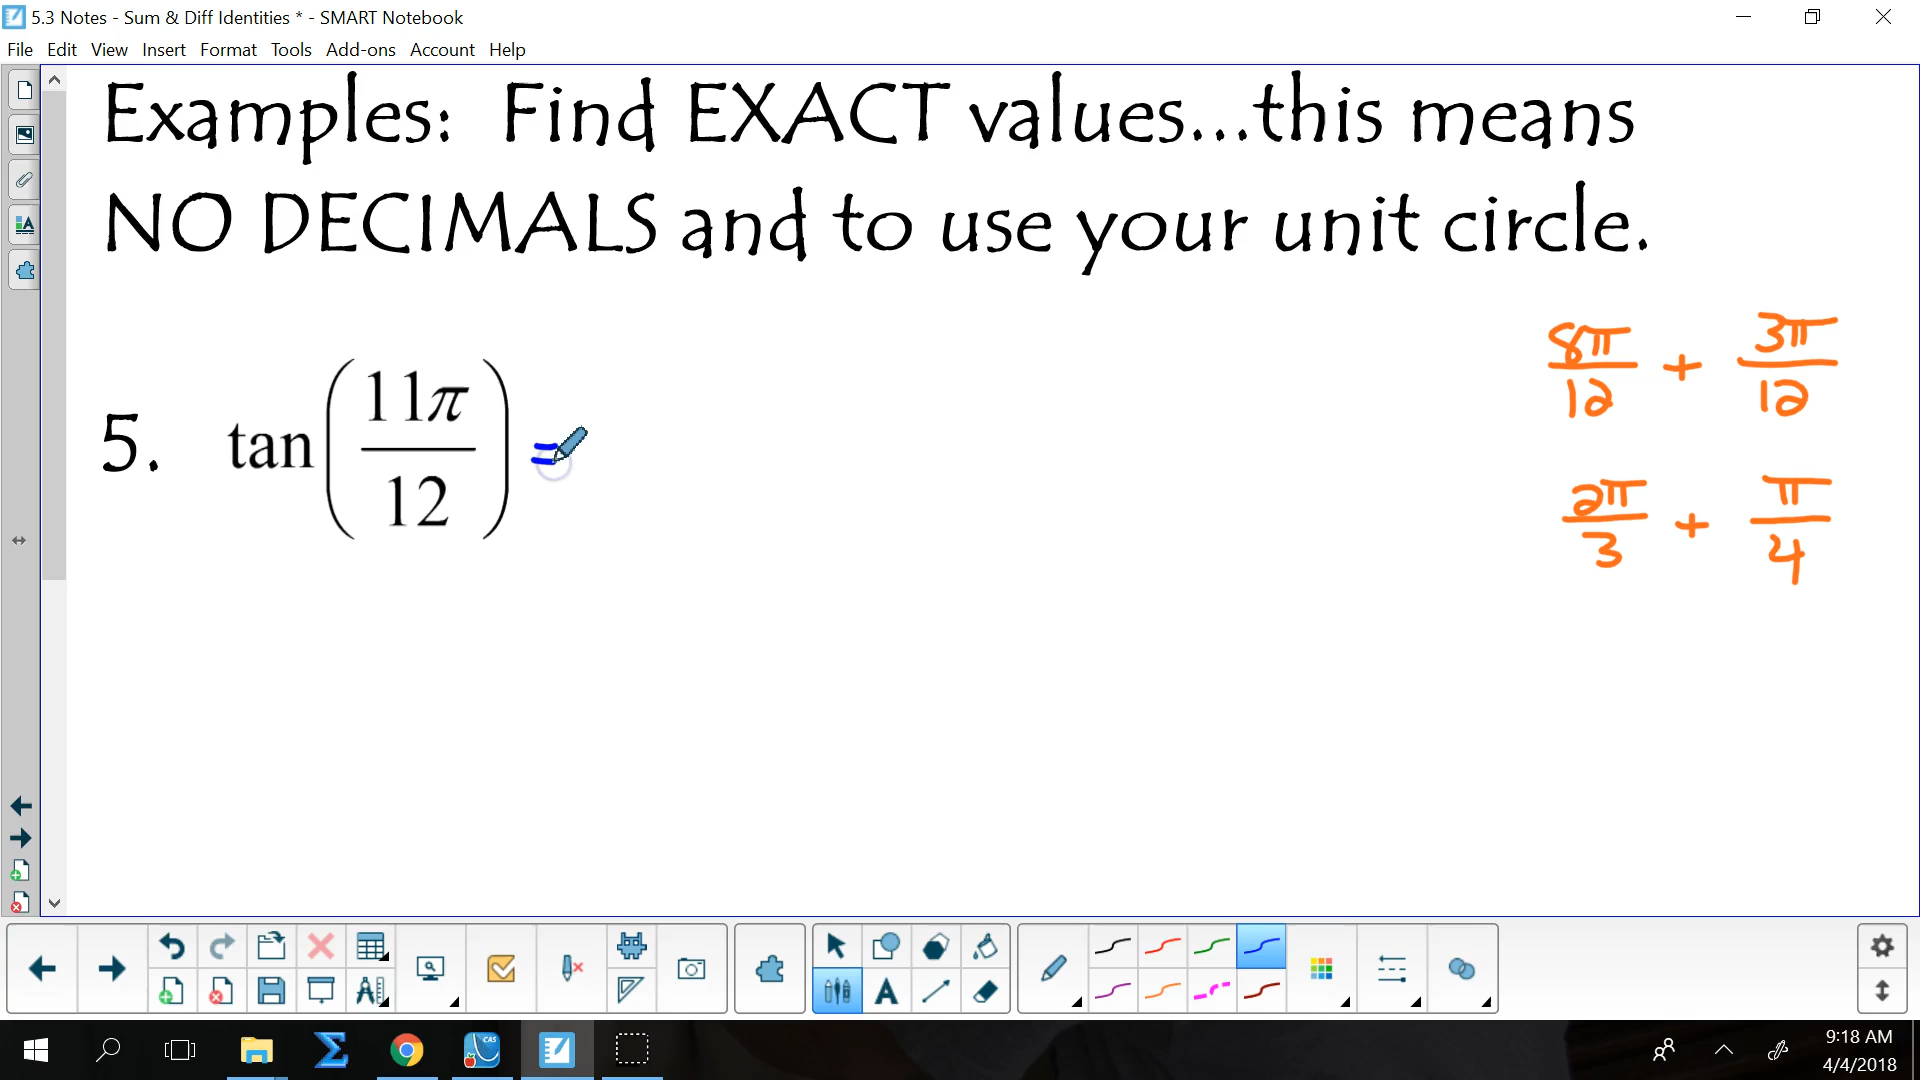 5.3 Notes - Sum & Diff Identities * - SMART Notebook
File Edit View Insert Format Tools Add-ons Account Help
Examples: Find EXACT values...this means
NO DECIMALS and to use your unit circle.
8π/12 + 3π/12
5. tan(11π/12) =
2π/3 + π/4
A
CAS
9:18 AM
4/4/2018